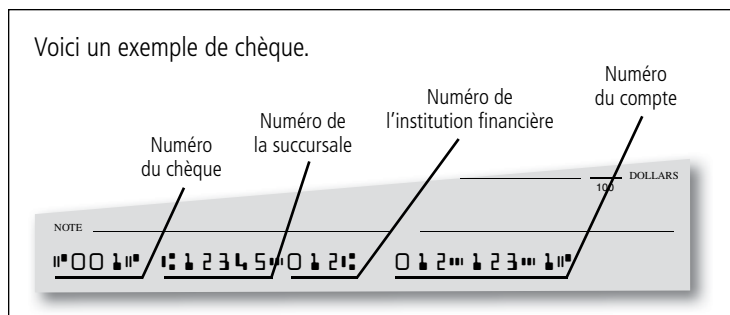 Voici un exemple de chèque.
Numéro
du chèque
Numéro de
la succursale
Numéro de
l'institution financière
Numéro
du compte
100 DOLLARS
NOTE
⑈001⑈ ⑆12345⑉012⑆ 012⑉123⑉1⑈